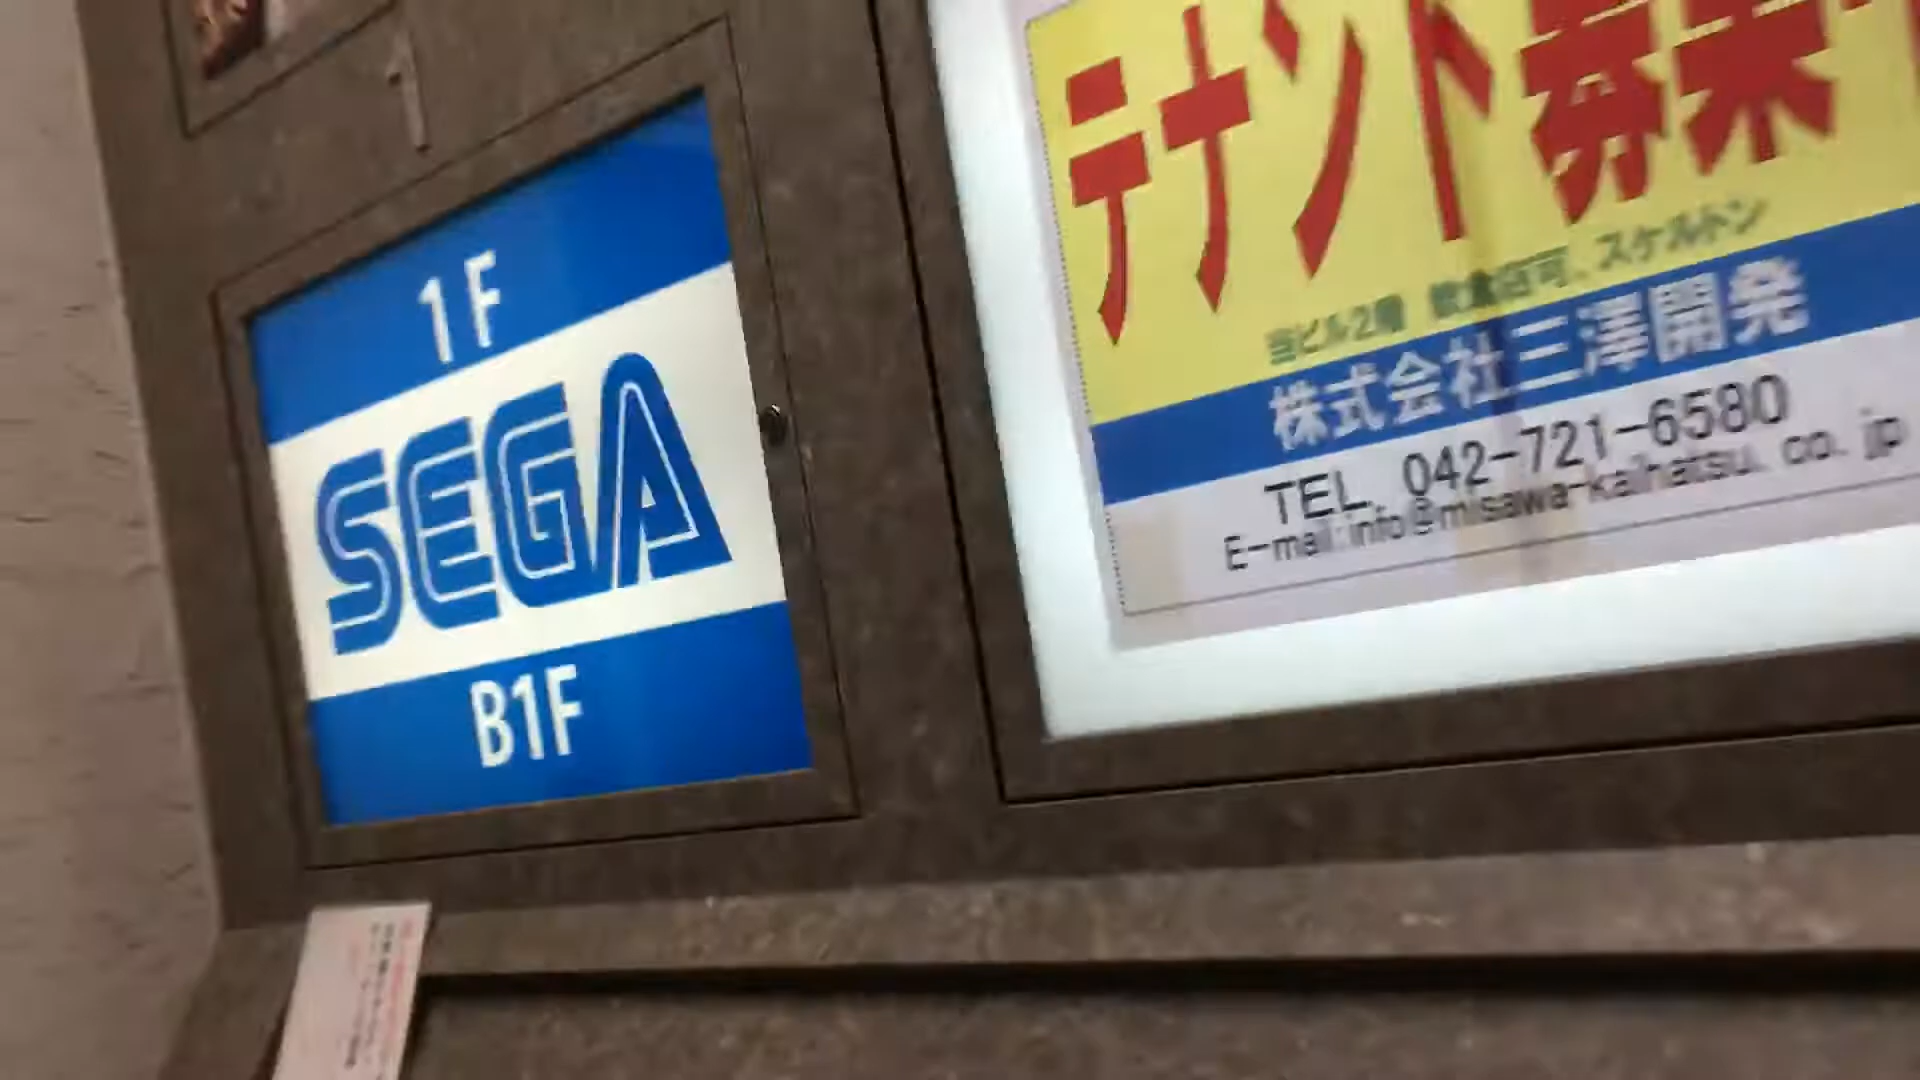 1F
SEGA
B1F
テナント募集
当ビル2階 飲食店可、スケルトン
株式会社三澤開発
TEL. 042-721-6580
E-mail:info@misawa-kaihatsu.co.jp